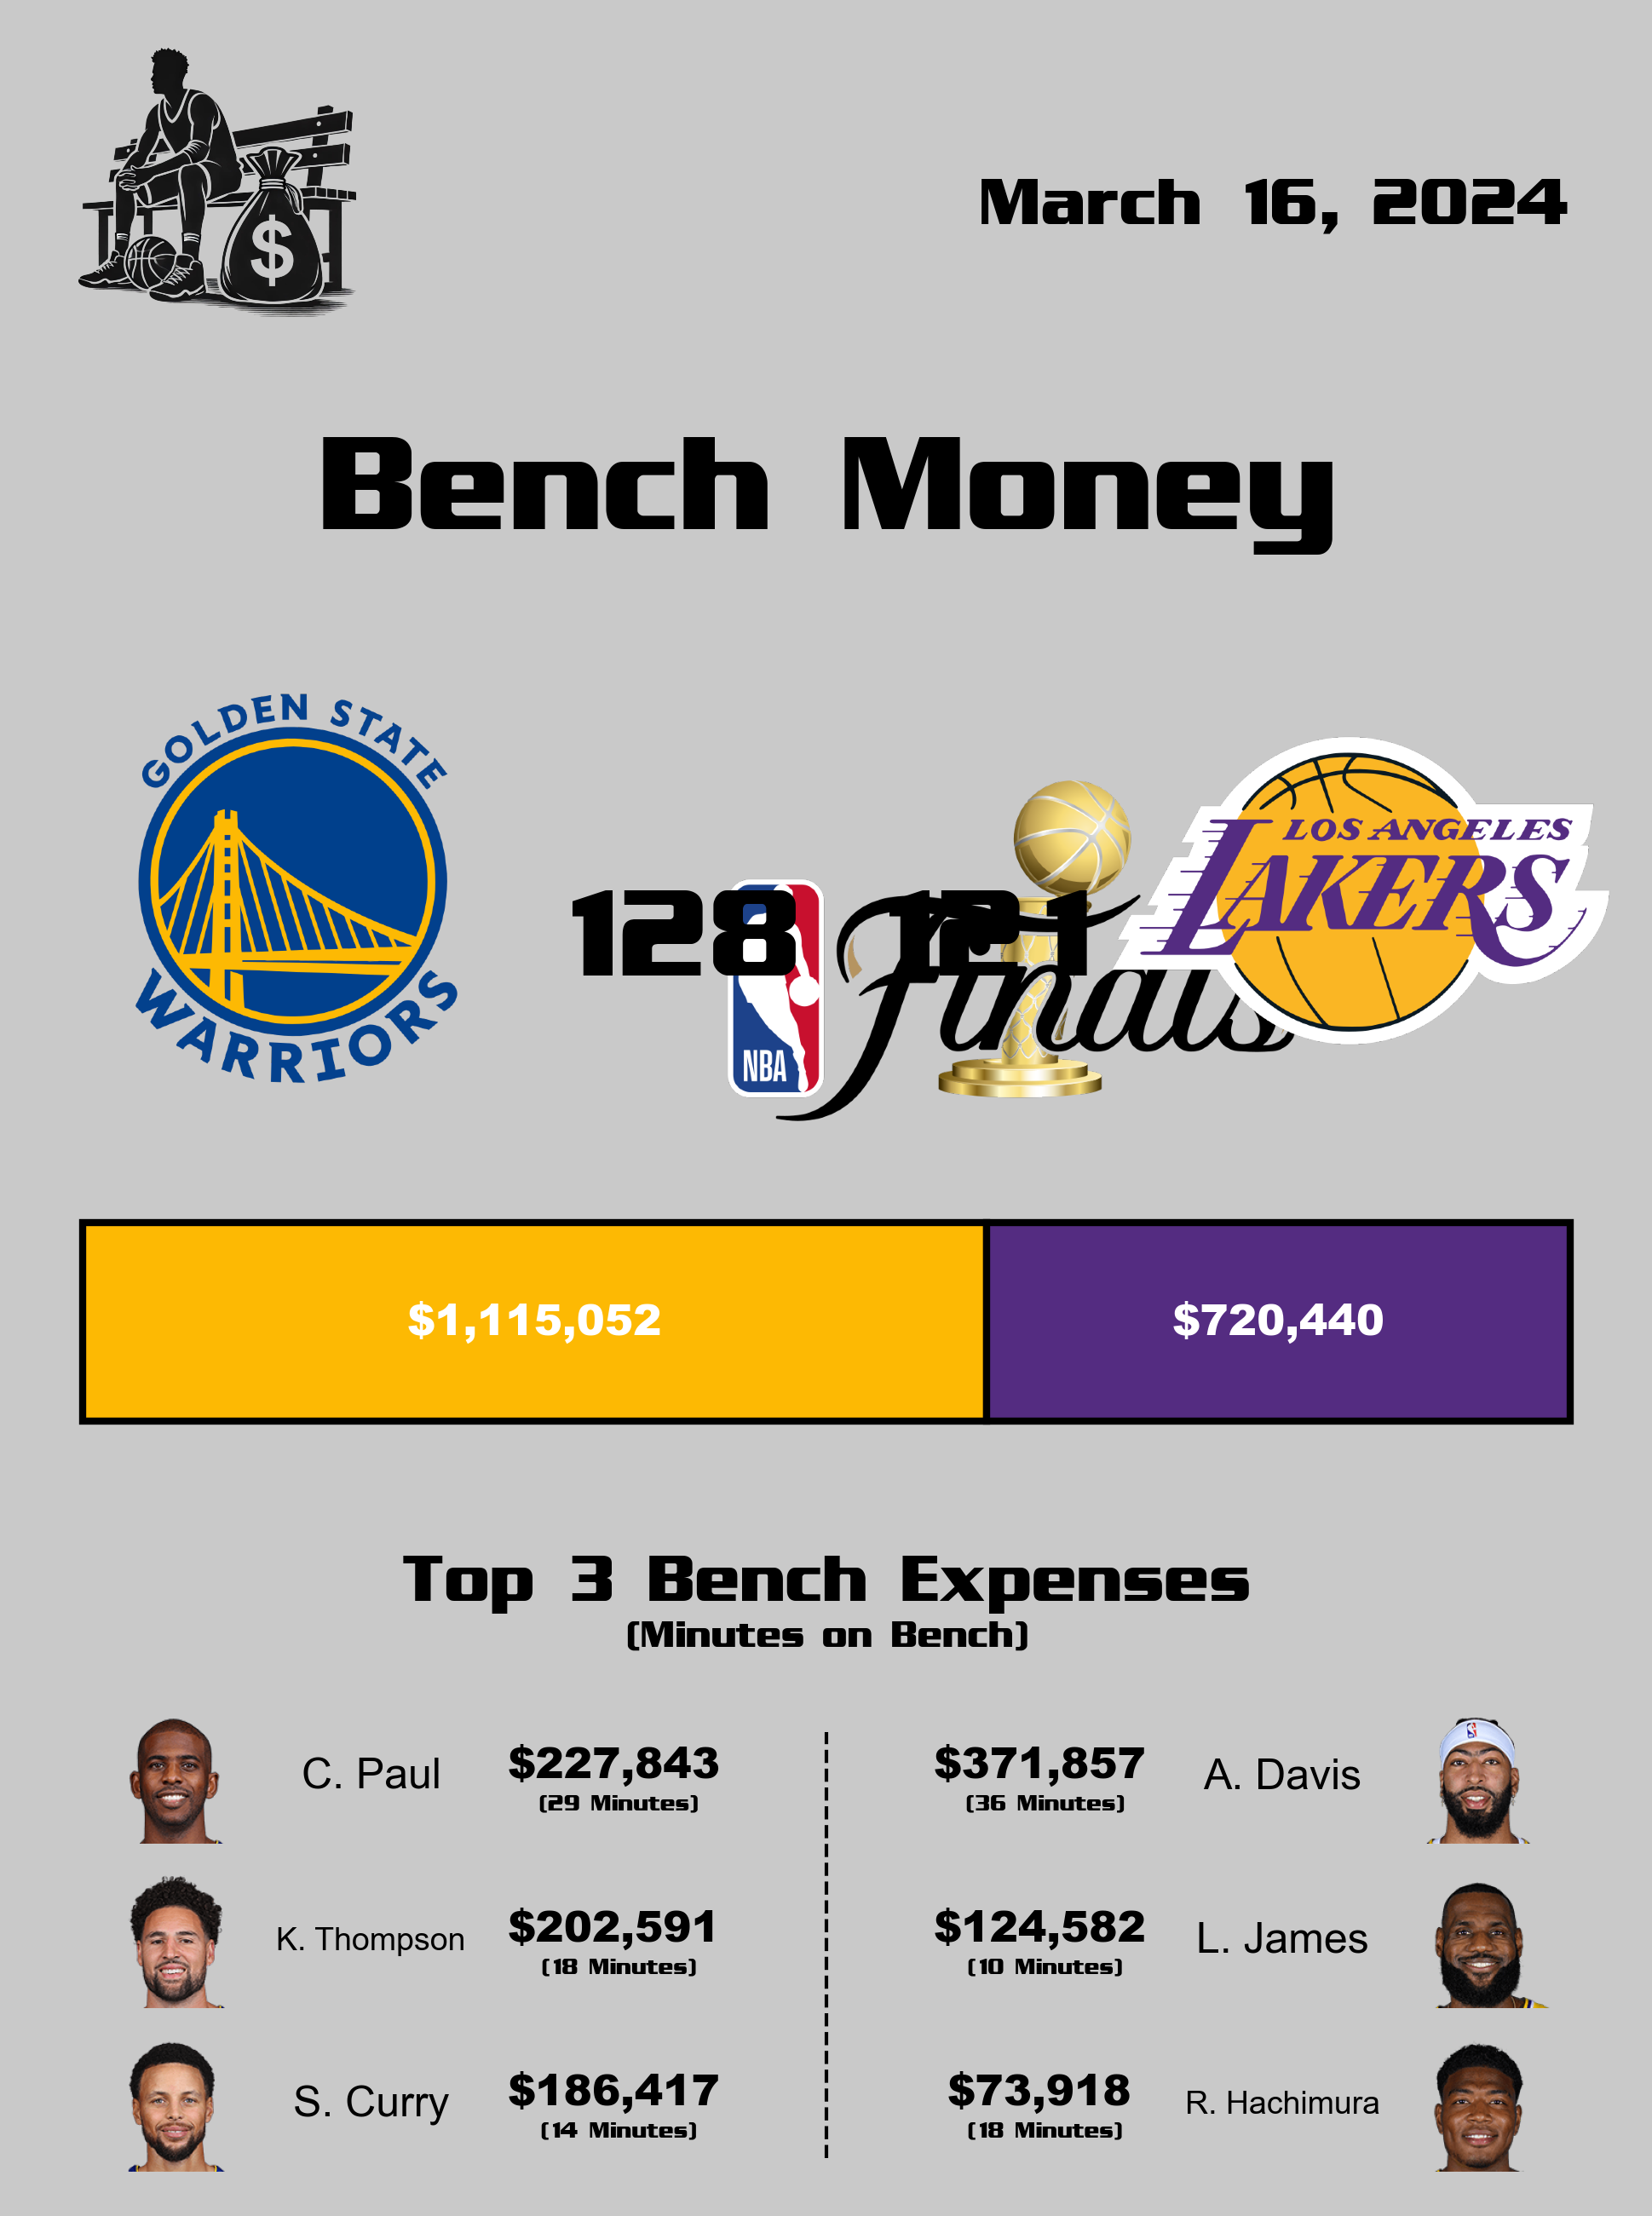 $
March 16, 2024
Bench Money
GOLDEN STATE
WARRIORS
128
121
NBA
Finals
LOS ANGELES
LAKERS
$1,115,052
$720,440
Top 3 Bench Expenses
(Minutes on Bench)
C. Paul
$227,843
(29 Minutes)
$371,857
(36 Minutes)
A. Davis
K. Thompson
$202,591
(18 Minutes)
$124,582
(10 Minutes)
L. James
S. Curry
$186,417
(14 Minutes)
$73,918
(18 Minutes)
R. Hachimura